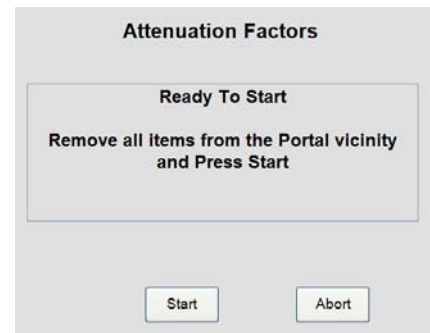 Attenuation Factors
Ready To Start
Remove all items from the Portal vicinity
and Press Start
Start
Abort